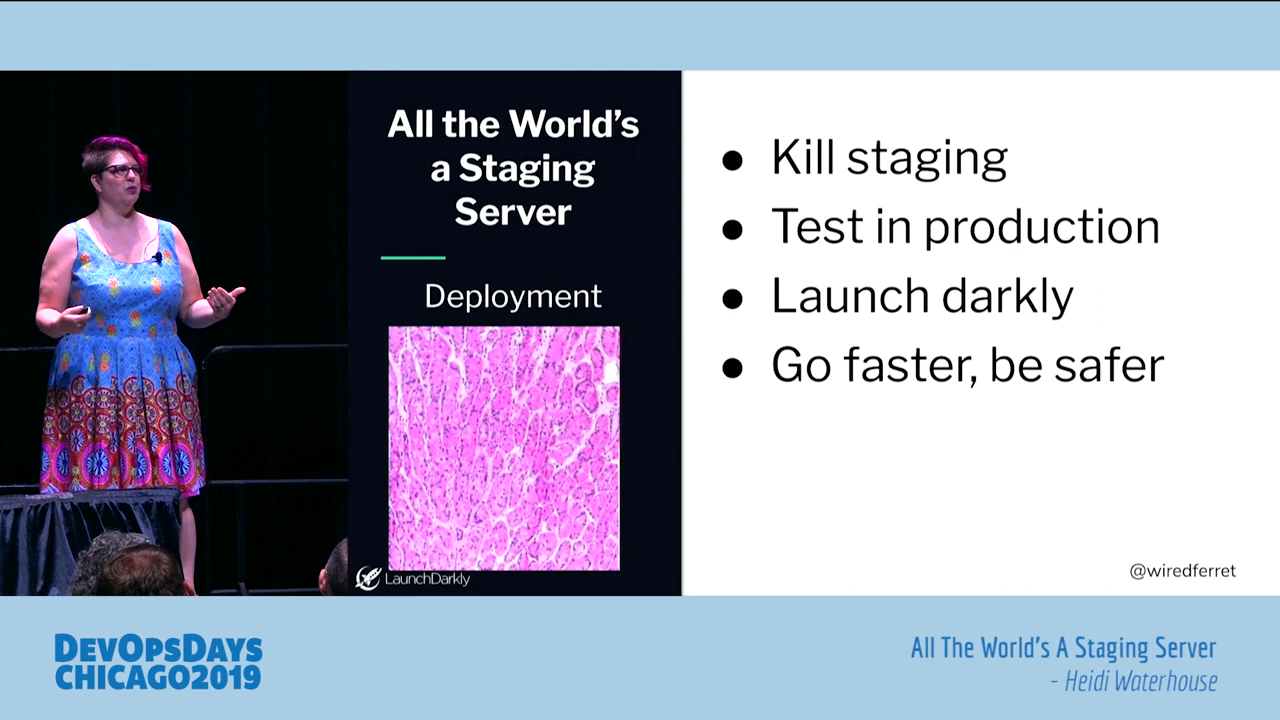 All the World's
a Staging
Server
Deployment
LaunchDarkly
● Kill staging
● Test in production
● Launch darkly
● Go faster, be safer
@wiredferret
DEVOPSDAYS
CHICAGO2019
All The World's A Staging Server
- Heidi Waterhouse